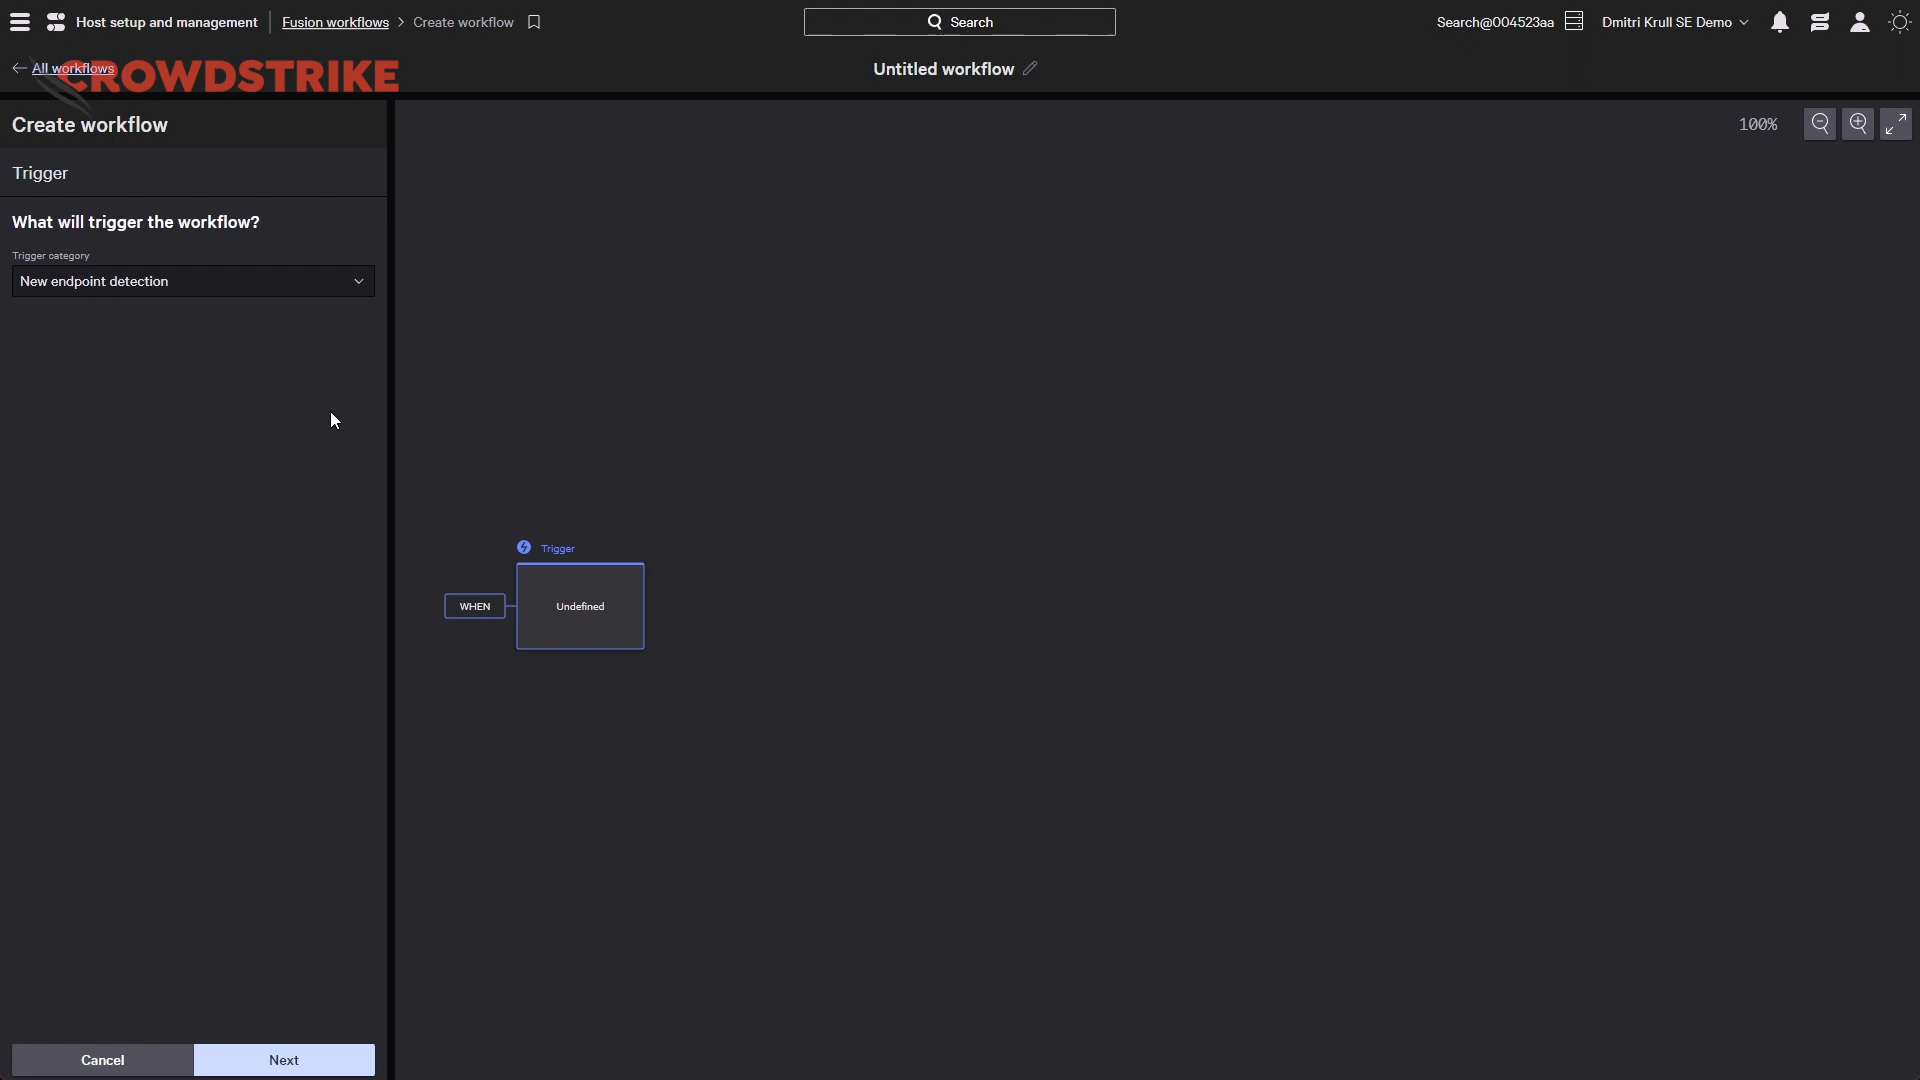 Host setup and management
Fusion workflows > Create workflow
Search
Search@004523aa
Dmitri Krull SE Demo
All workflows
CROWDSTRIKE
Untitled workflow
Create workflow
100%
Trigger
What will trigger the workflow?
Trigger category
New endpoint detection
Trigger
WHEN
Undefined
Cancel
Next